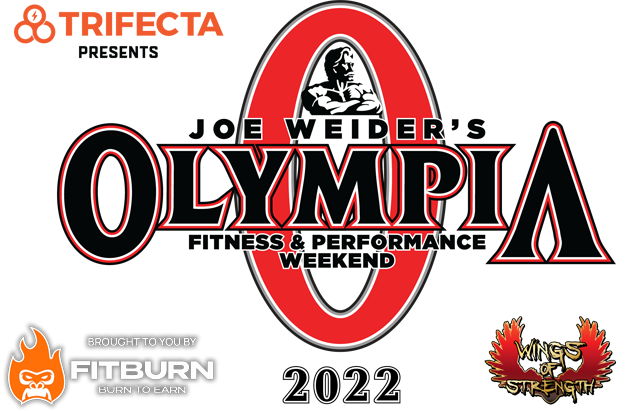 TRIFECTA
PRESENTS
JOE WEIDER'S
OLYMPIA
FITNESS & PERFORMANCE
WEEKEND
BROUGHT TO YOU BY
FITBURN
BURN TO EARN
2022
WINGS
OF
STRENGTH